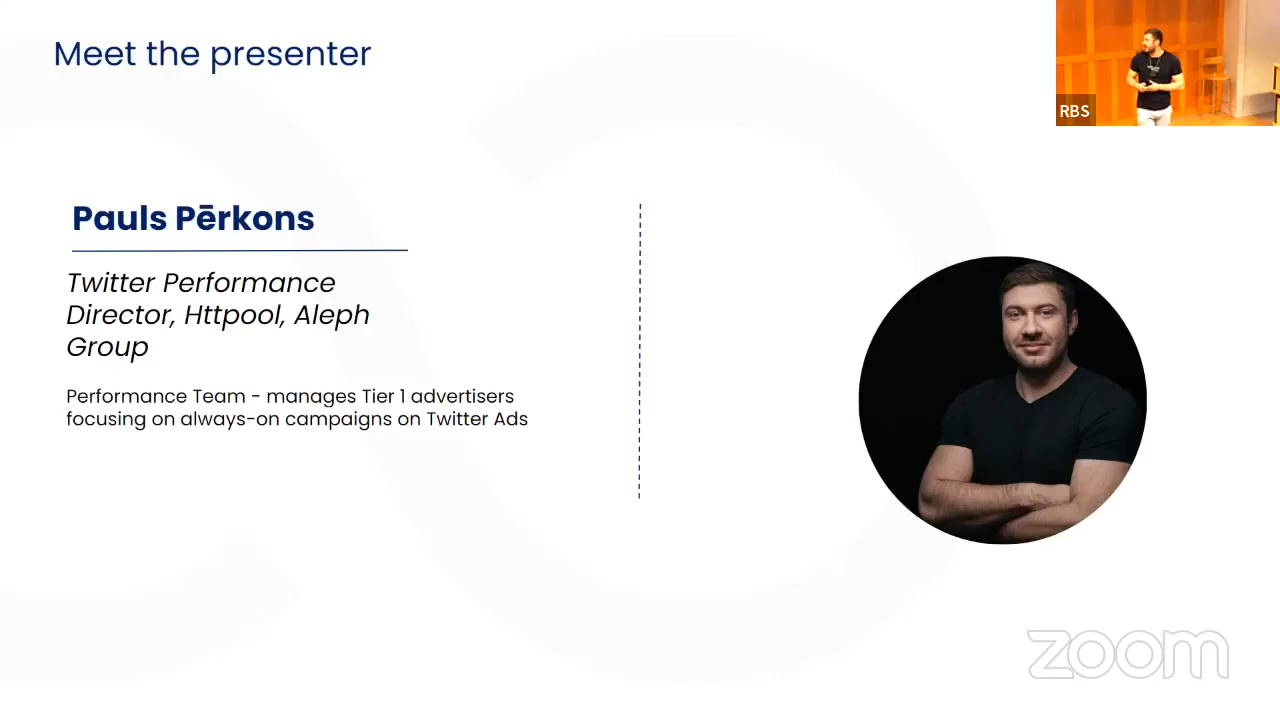 Meet the presenter
RBS
Pauls Pērkons
Twitter Performance
Director, Httpool, Aleph
Group
Performance Team - manages Tier 1 advertisers
focusing on always-on campaigns on Twitter Ads
zoom